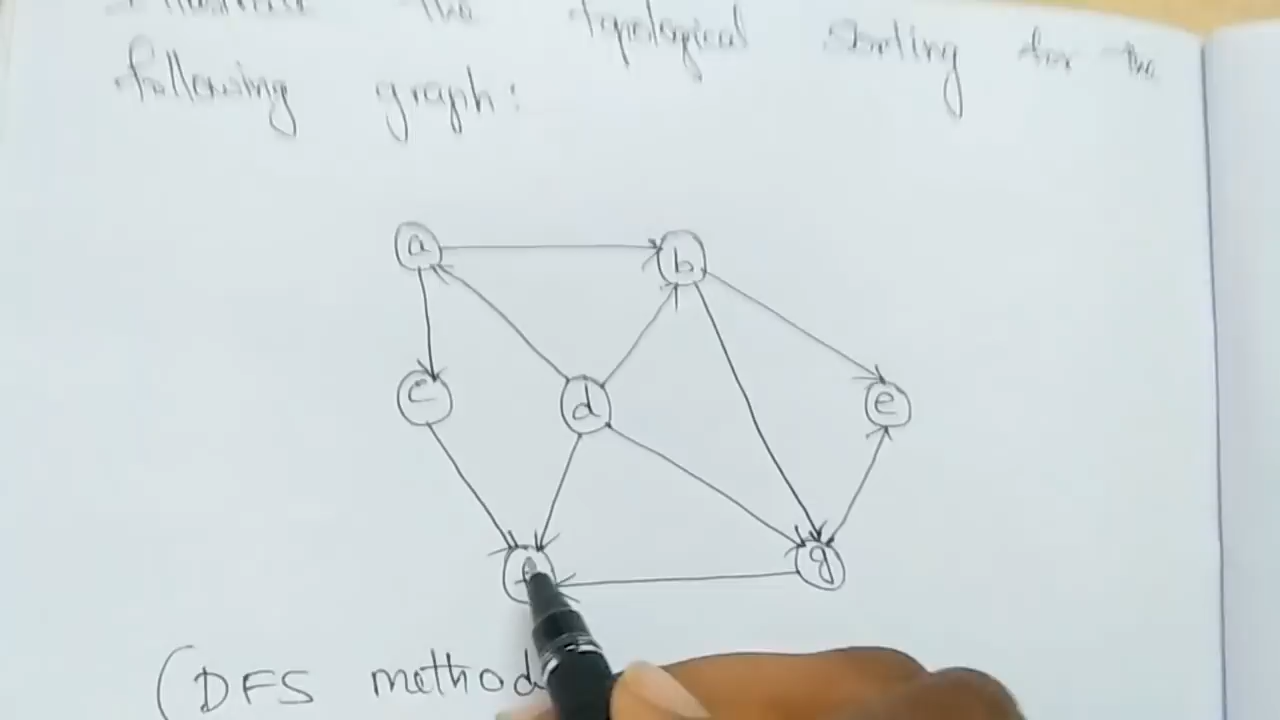 the topological sorting for the
following graph:
a b
c d e
g
(DFS method